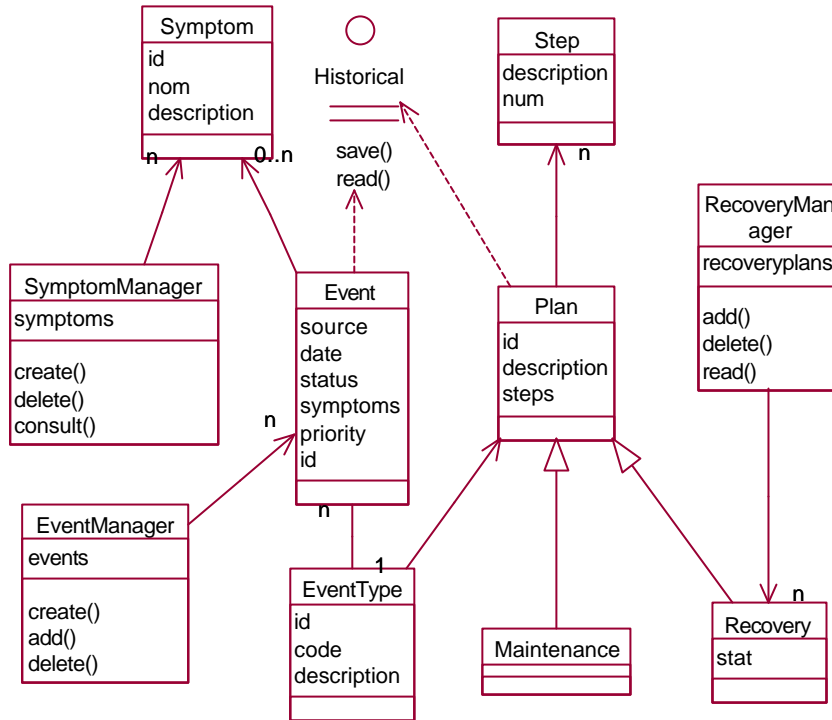 Symptom
id
nom
description
n
0..n
Historical
save()
read()
Step
description
num
n
RecoveryMan
ager
recoveryplans
add()
delete()
read()
SymptomManager
symptoms
create()
delete()
consult()
Event
source
date
status
symptoms
priority
id
n
n
Plan
id
description
steps
EventManager
events
create()
add()
delete()
1
EventType
id
code
description
Maintenance
n
Recovery
stat